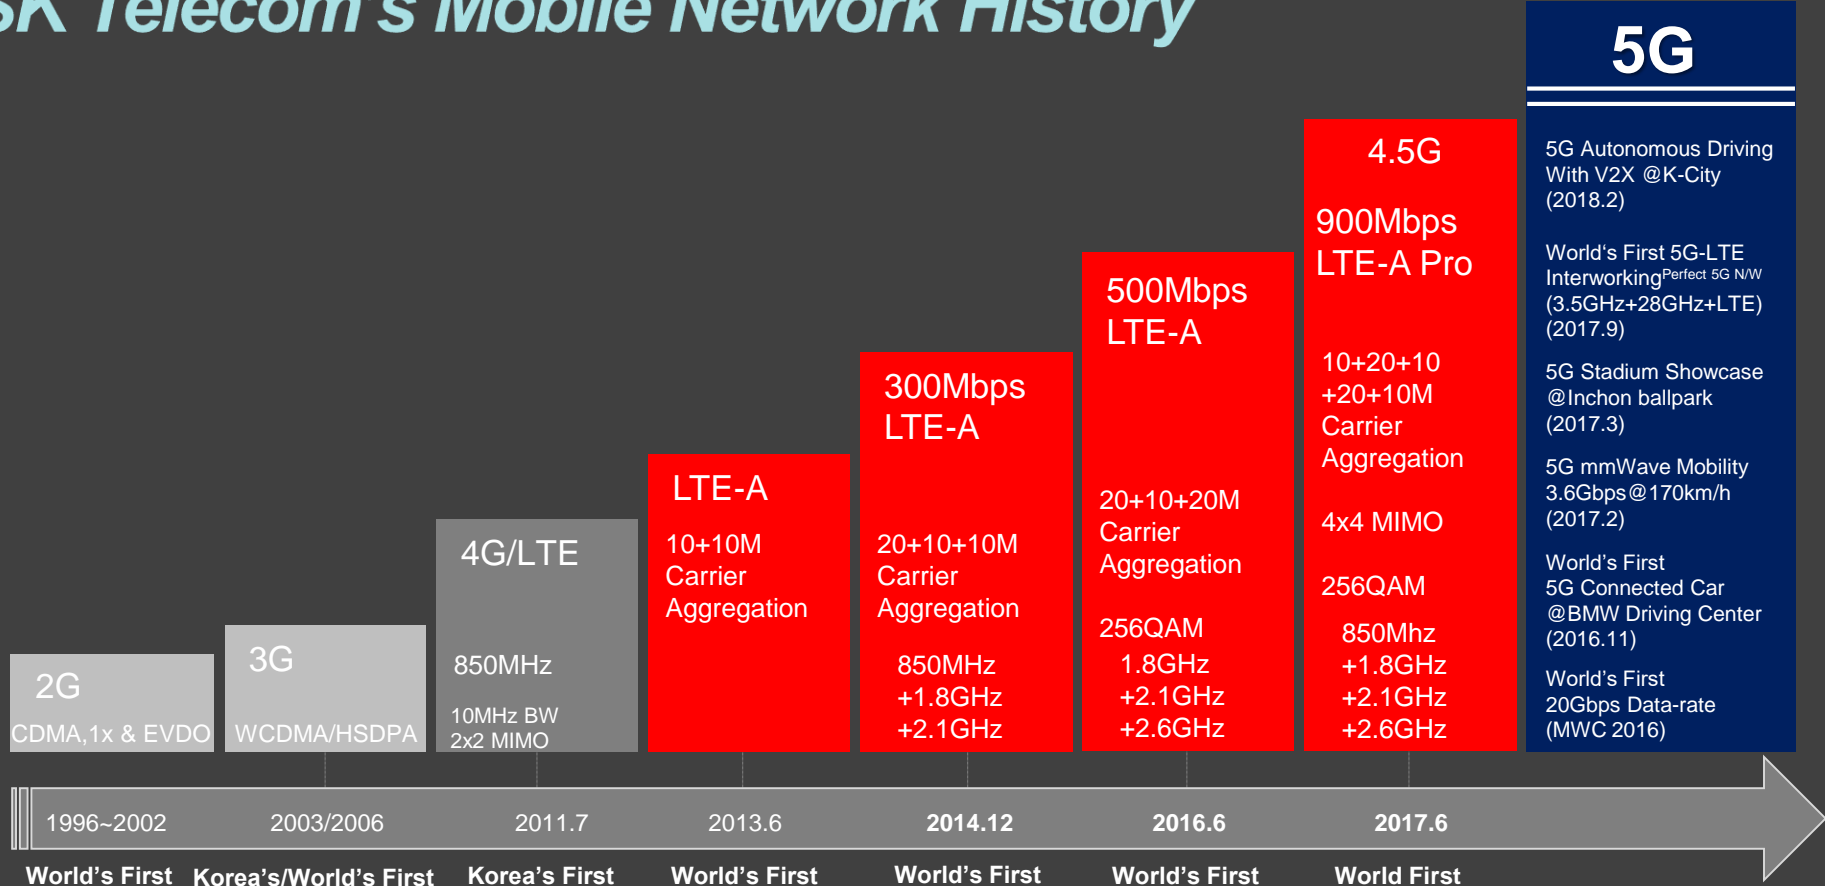 SK Telecom's Mobile Network History
2G
CDMA,1x & EVDO
3G
WCDMA/HSDPA
4G/LTE
850MHz
10MHz BW
2x2 MIMO
LTE-A
10+10M
Carrier
Aggregation
300Mbps
LTE-A
20+10+10M
Carrier
Aggregation
850MHz
+1.8GHz
+2.1GHz
500Mbps
LTE-A
20+10+20M
Carrier
Aggregation
256QAM
1.8GHz
+2.1GHz
+2.6GHz
4.5G
900Mbps
LTE-A Pro
10+20+10
+20+10M
Carrier
Aggregation
4x4 MIMO
256QAM
850Mhz
+1.8GHz
+2.1GHz
+2.6GHz
5G
5G Autonomous Driving
With V2X @K-City
(2018.2)
World's First 5G-LTE
InterworkingPerfect 5G N/W
(3.5GHz+28GHz+LTE)
(2017.9)
5G Stadium Showcase
@Inchon ballpark
(2017.3)
5G mmWave Mobility
3.6Gbps@170km/h
(2017.2)
World's First
5G Connected Car
@BMW Driving Center
(2016.11)
World's First
20Gbps Data-rate
(MWC 2016)
1996~2002
2003/2006
2011.7
2013.6
2014.12
2016.6
2017.6
World's First
Korea's/World's First
Korea's First
World's First
World's First
World's First
World First